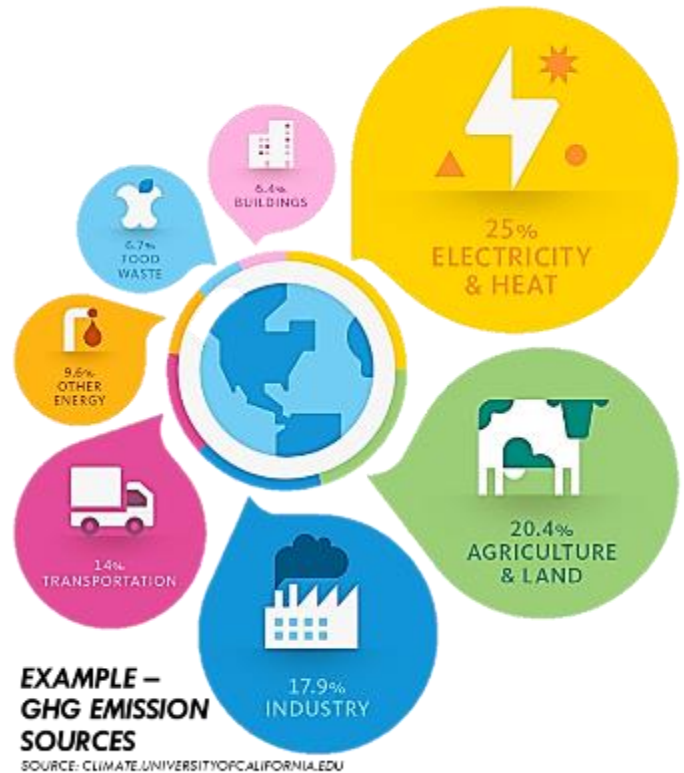 6.4%
BUILDINGS
25%
ELECTRICITY
& HEAT
6.7%
FOOD
WASTE
9.6%
OTHER
ENERGY
20.4%
AGRICULTURE
& LAND
14%
TRANSPORTATION
17.9%
INDUSTRY
EXAMPLE –
GHG EMISSION
SOURCES
SOURCE: CLIMATE.UNIVERSITYOFCALIFORNIA.EDU